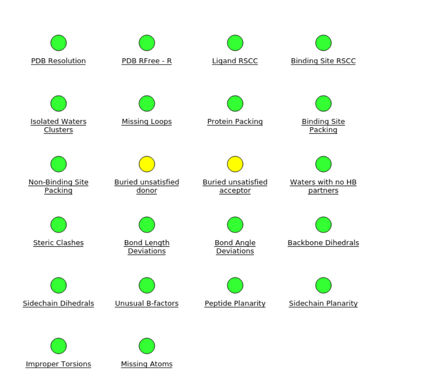 PDB Resolution
PDB RFree - R
Ligand RSCC
Binding Site RSCC
Isolated Waters
Clusters
Missing Loops
Protein Packing
Binding Site
Packing
Non-Binding Site
Packing
Buried unsatisfied
donor
Buried unsatisfied
acceptor
Waters with no HB
partners
Steric Clashes
Bond Length
Deviations
Bond Angle
Deviations
Backbone Dihedrals
Sidechain Dihedrals
Unusual B-factors
Peptide Planarity
Sidechain Planarity
Improper Torsions
Missing Atoms